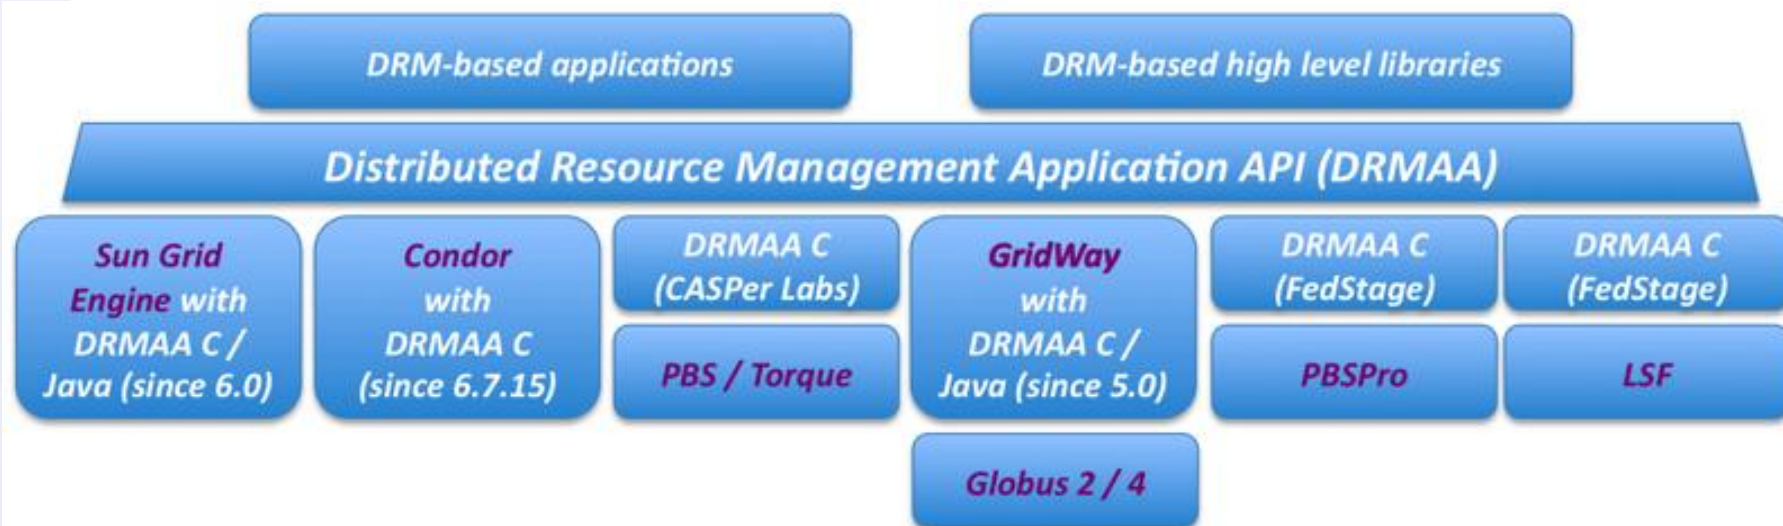 DRM-based applications
DRM-based high level libraries
Distributed Resource Management Application API (DRMAA)
Sun Grid
Engine with
DRMAA C /
Java (since 6.0)
Condor
with
DRMAA C
(since 6.7.15)
DRMAA C
(CASPer Labs)
PBS / Torque
GridWay
with
DRMAA C /
Java (since 5.0)
Globus 2 / 4
DRMAA C
(FedStage)
PBSPro
DRMAA C
(FedStage)
LSF